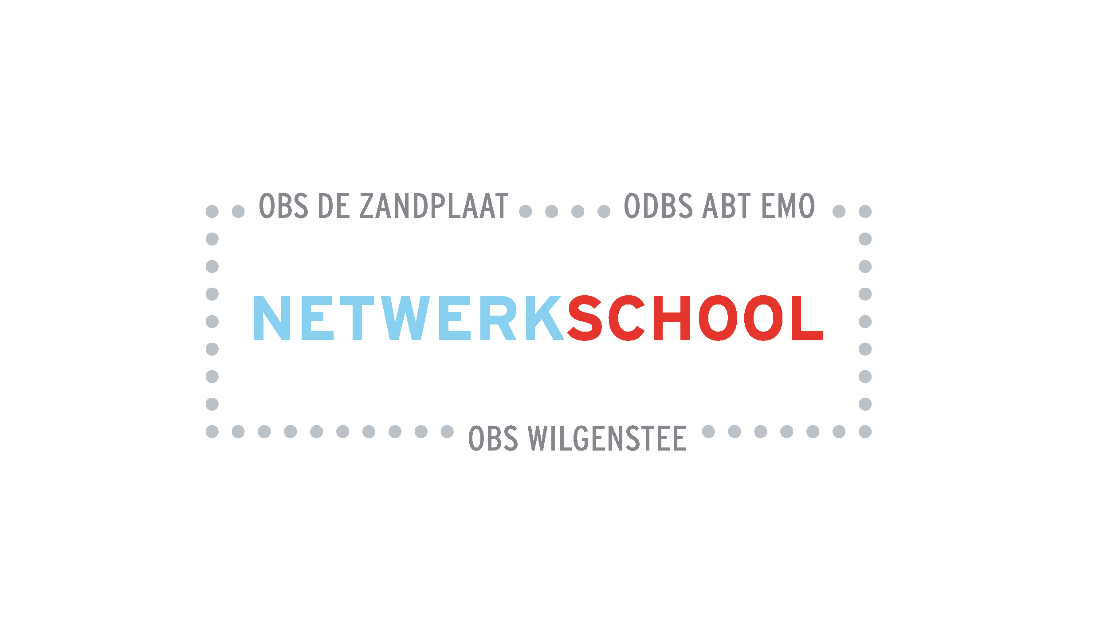 OBS DE ZANDPLAAT
ODBS ABT EMO
NETWERKSCHOOL
OBS WILGENSTEE